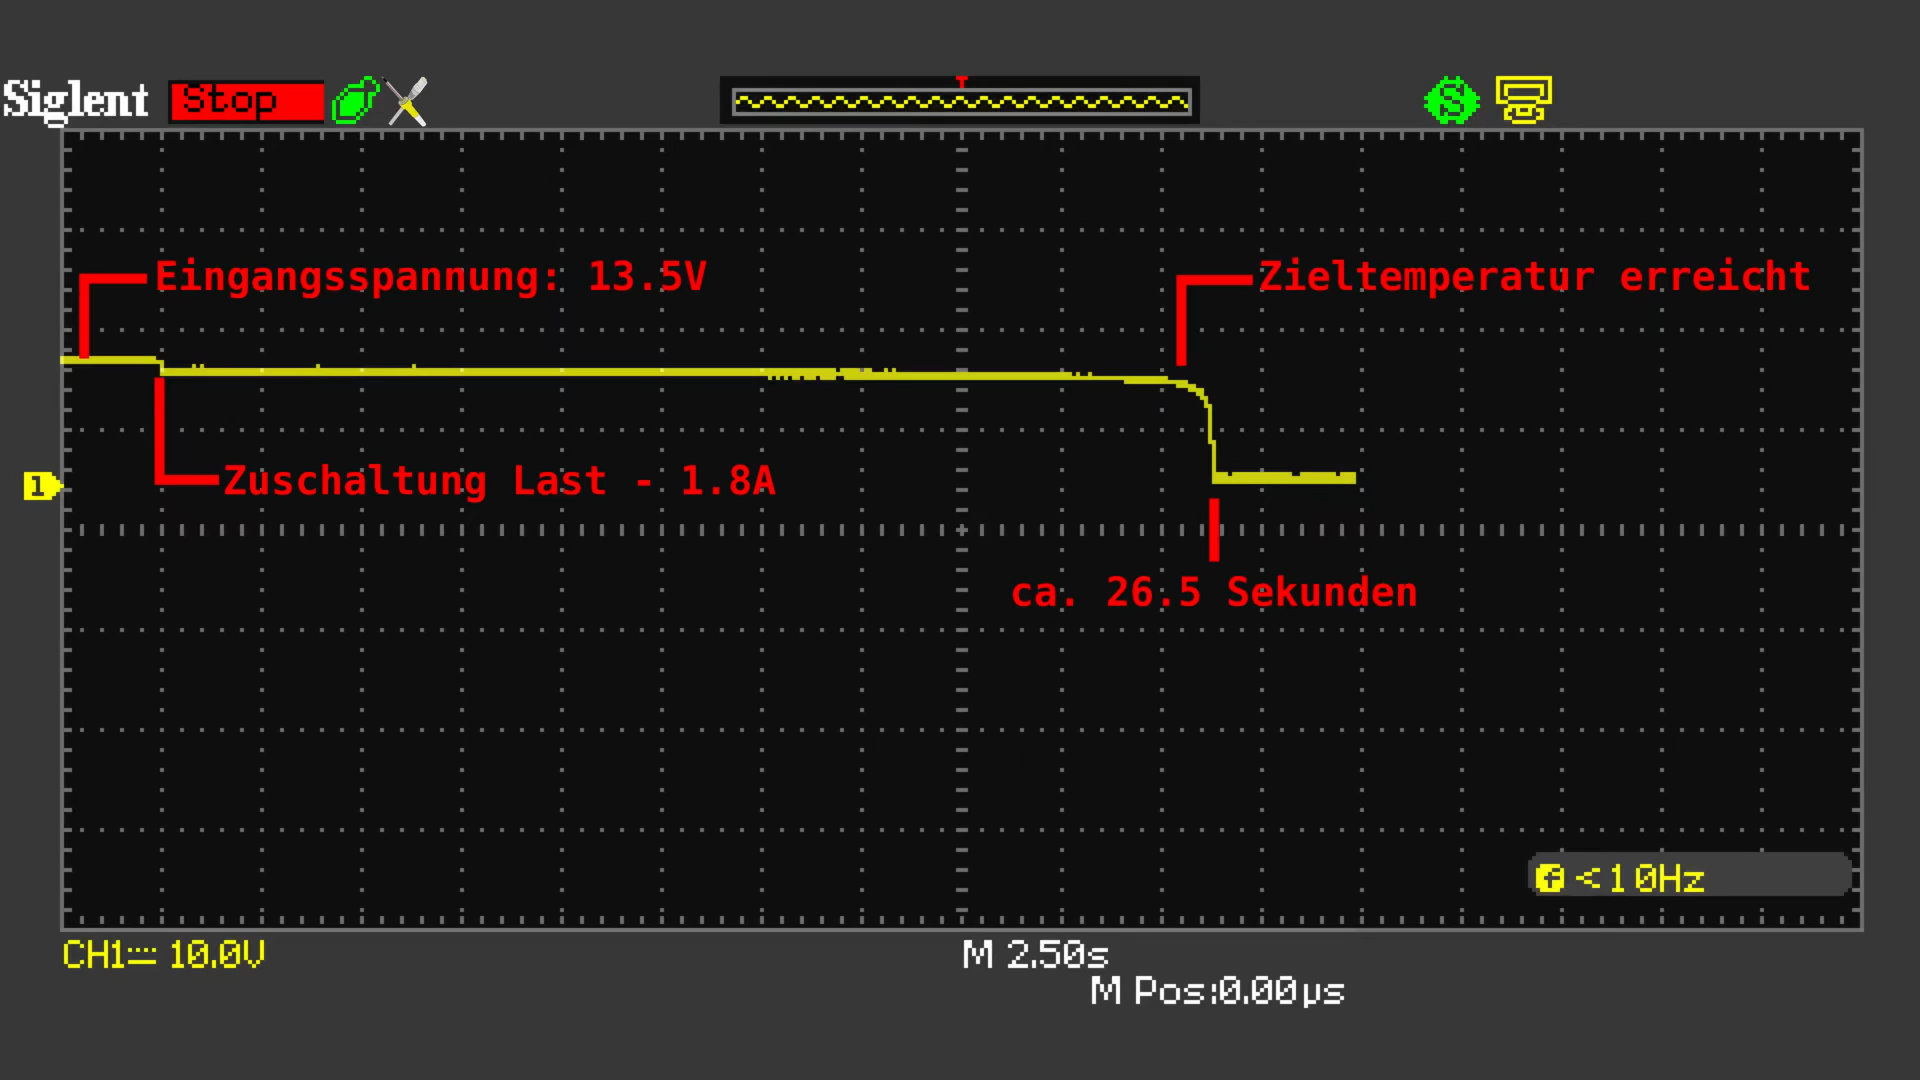 Siglent Stop
Eingangsspannung: 13.5V
Zieltemperatur erreicht
1
Zuschaltung Last - 1.8A
ca. 26.5 Sekunden
f <10Hz
CH1 10.0V
M 2.50s
M Pos:0.00µs